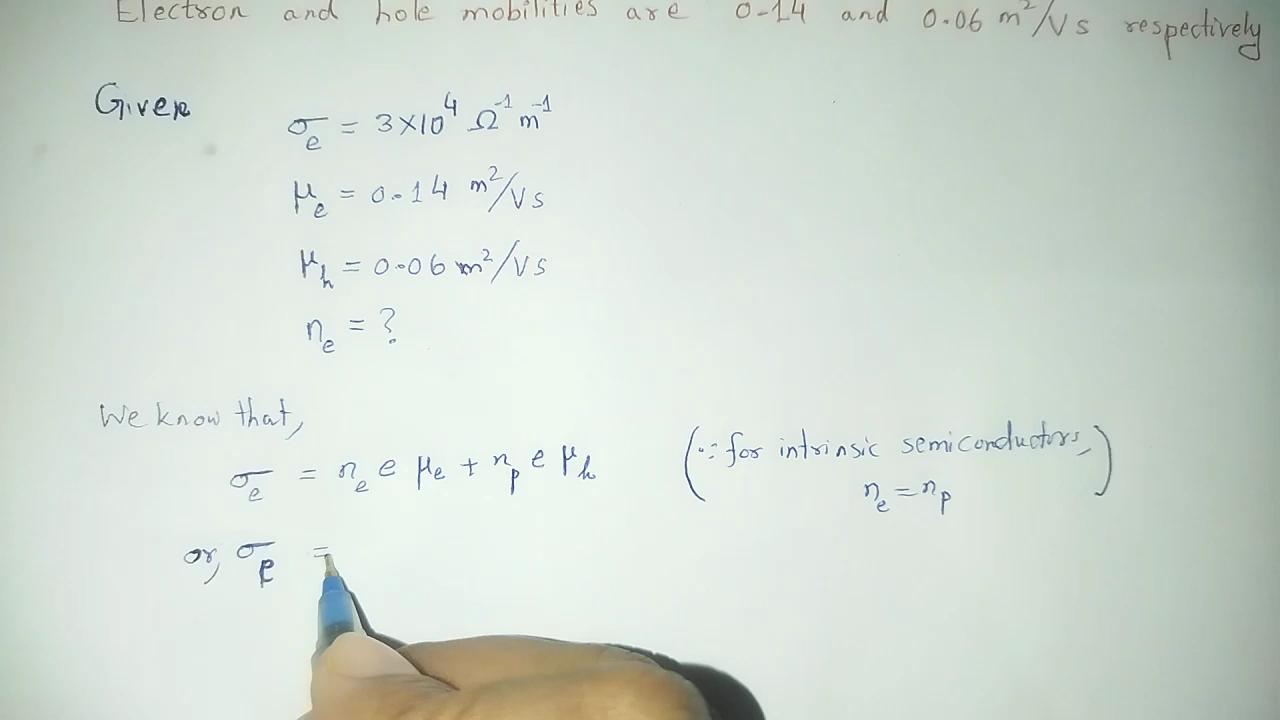 Electron and hole mobilities are 0.14 and 0.06 m²/Vs respectively
Given
σₑ = 3×10⁴ Ω⁻¹ m⁻¹
μₑ = 0.14 m²/Vs
μₕ = 0.06 m²/Vs
nₑ = ?
We know that,
σₑ = nₑ e μₑ + nₚ e μₕ (∵ for intrinsic semiconductors, nₑ = nₚ)
or, σₑ =